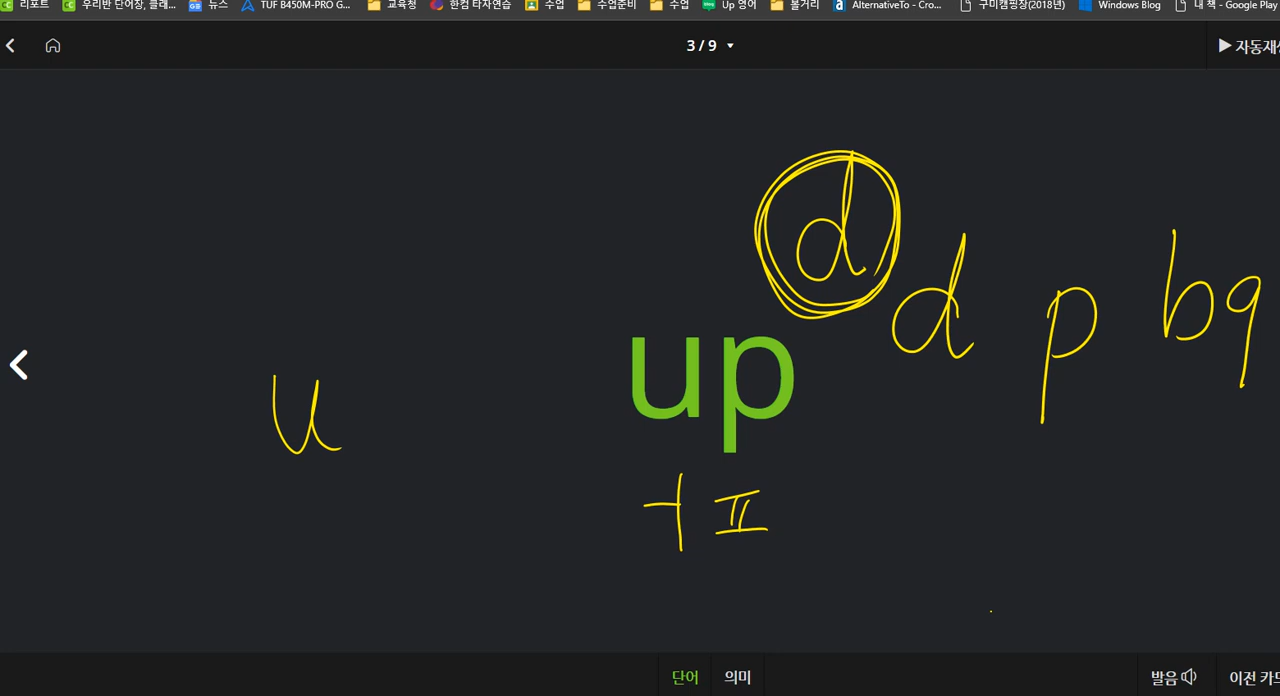 리포트 우리반 단어장, 클래... 뉴스 TUF B450M-PRO G... 교육청 한컴 타자연습 수업 수업준비 수업 Up 영어 볼거리 AlternativeTo - Cro... 구미캠핑장(2018년) Windows Blog 내 책 - Google Play
3 / 9 자동재생
d
d p b q
up
u
ㅓ ㅍ
단어 의미 발음 이전 카드